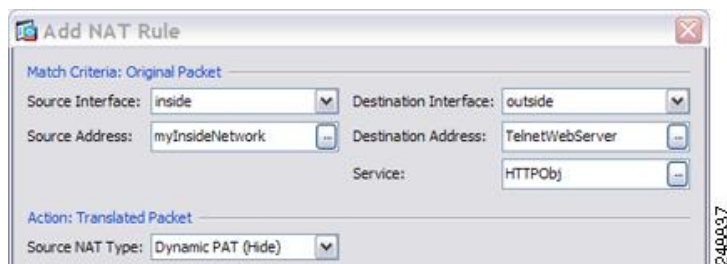 Add NAT Rule
Match Criteria: Original Packet
Source Interface: inside Destination Interface: outside
Source Address: myInsideNetwork ... Destination Address: TelnetWebServer ...
Service: HTTPObj ...
Action: Translated Packet
Source NAT Type: Dynamic PAT (Hide)
248837